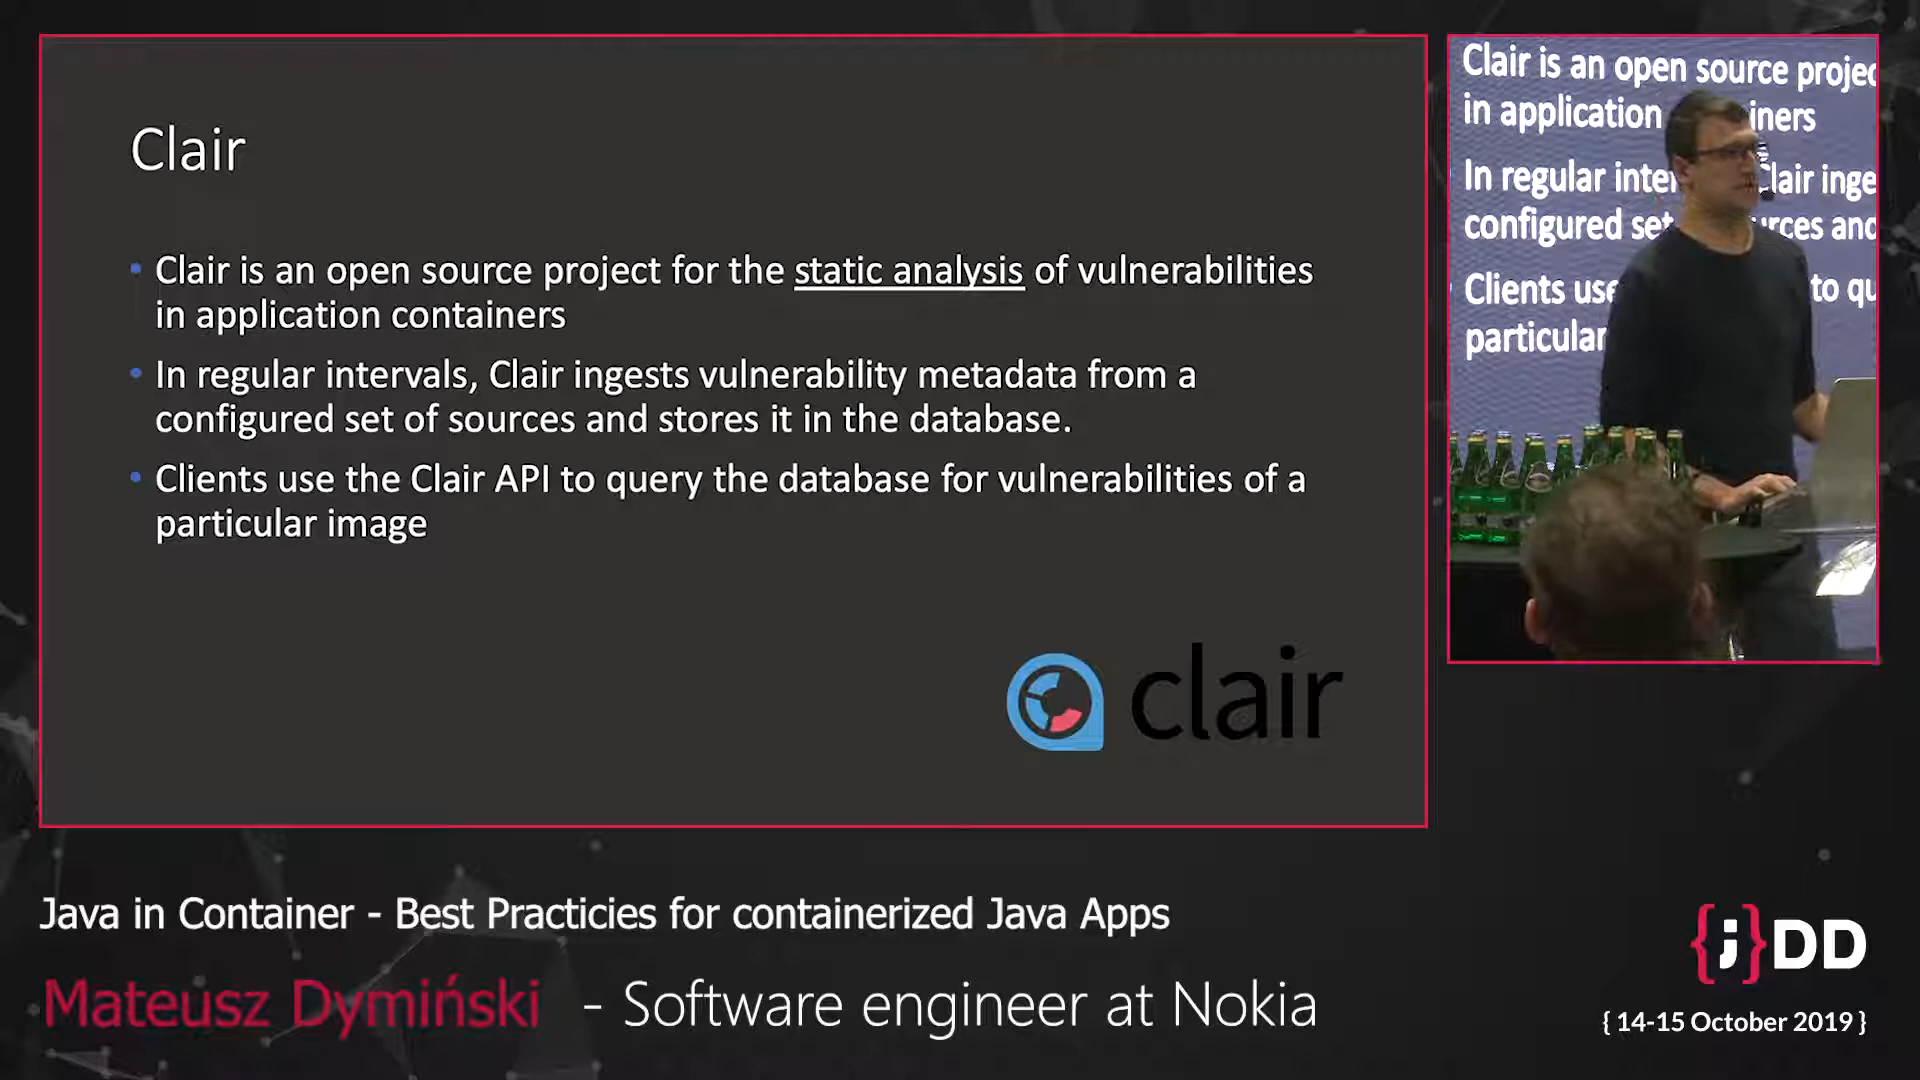 Clair
Clair is an open source project for the static analysis of vulnerabilities
in application containers
In regular intervals, Clair ingests vulnerability metadata from a
configured set of sources and stores it in the database.
Clients use the Clair API to query the database for vulnerabilities of a
particular image
clair
Clair is an open source projec
in application iners
In regular inter Clair inge
configured set urces and
Clients use to qu
particular
Java in Container - Best Practicies for containerized Java Apps
Mateusz Dymiński - Software engineer at Nokia
{;}DD
{ 14-15 October 2019 }